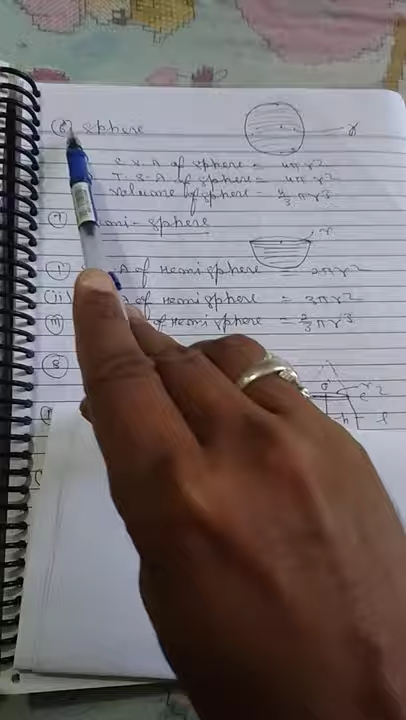 (6) Sphere
r
C.S.A of sphere = 4πr2
T.S.A of sphere = 4πr2
volume of sphere = 4/3 πr3
(7) Hemi-sphere
r
(i) A of Hemisphere = 2πr2
(ii) of Hemisphere = 3πr2
(iii) of Hemisphere = 2/3 πr3
(8)
h l